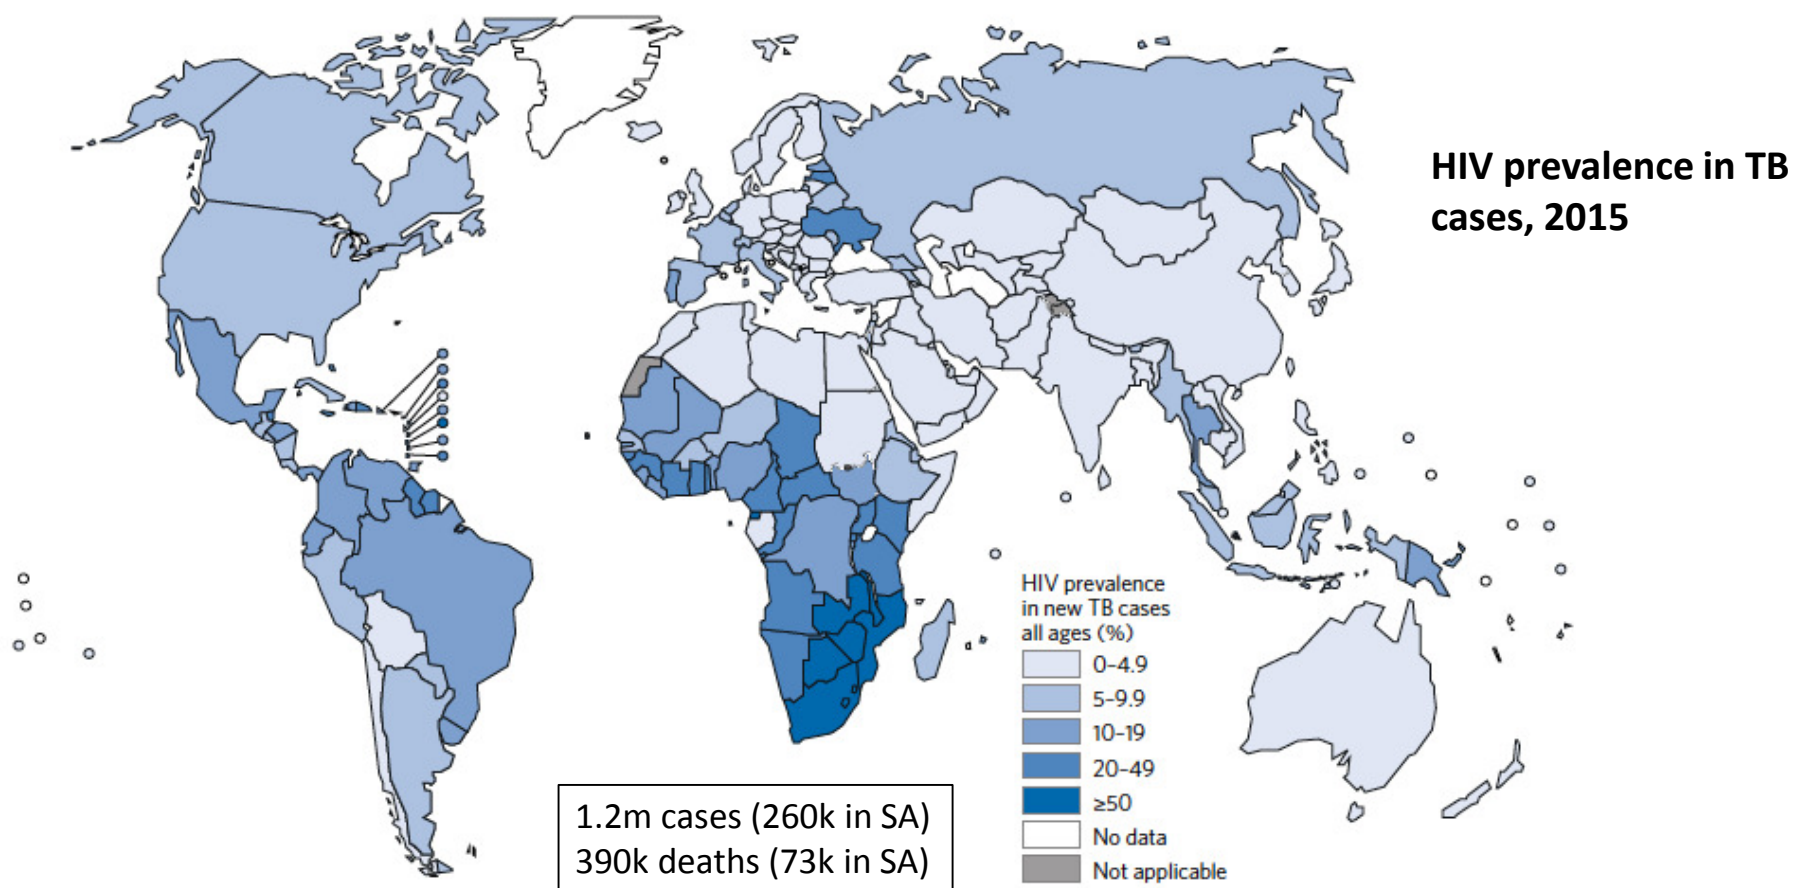 HIV prevalence in TB
cases, 2015
HIV prevalence
in new TB cases
all ages (%)
0–4.9
5–9.9
10–19
20–49
≥50
No data
Not applicable
1.2m cases (260k in SA)
390k deaths (73k in SA)